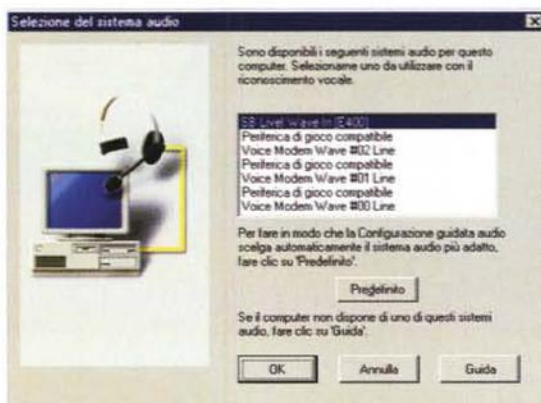 Selezione del sistema audio
Sono disponibili i seguenti sistemi audio per questo
computer. Selezionarne uno da utilizzare con il
riconoscimento vocale.
SB Live! Wave In [E400]
Periferica di gioco compatibile
Voice Modem Wave #02 Line
Periferica di gioco compatibile
Voice Modem Wave #01 Line
Periferica di gioco compatibile
Voice Modem Wave #00 Line
Per fare in modo che la Configurazione guidata audio
scelga automaticamente il sistema audio più adatto,
fare clic su 'Predefinito'.
Predefinito
Se il computer non dispone di uno di questi sistemi
audio, fare clic su 'Guida'.
OK
Annulla
Guida